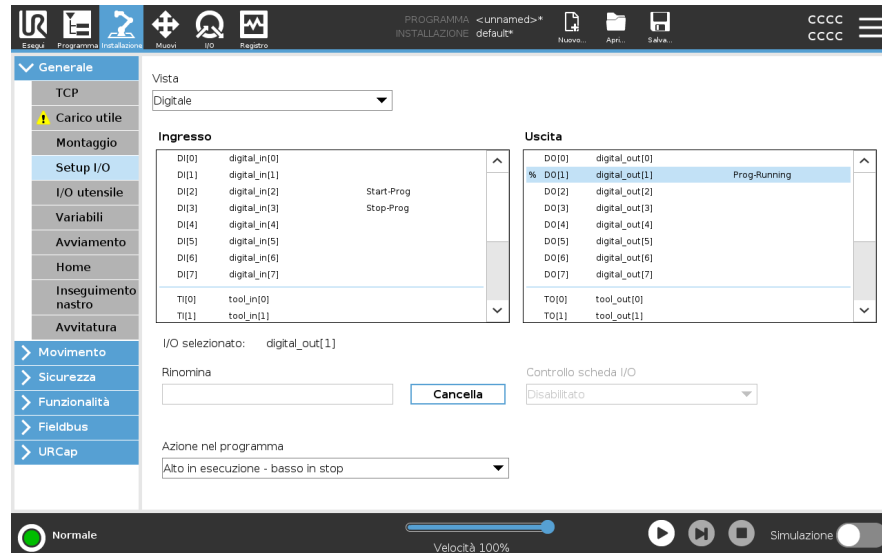 PROGRAMMA <unnamed>*
INSTALLAZIONE default*
Esegui
Programma
Installazione
Muovi
I/O
Registro
Nuovo...
Apri...
Salva...
CCCC
CCCC
Generale
TCP
Carico utile
Montaggio
Setup I/O
I/O utensile
Variabili
Avviamento
Home
Inseguimento
nastro
Avvitatura
Movimento
Sicurezza
Funzionalità
Fieldbus
URCap
Vista
Digitale
Ingresso
DI[0] digital_in[0]
DI[1] digital_in[1]
DI[2] digital_in[2] Start-Prog
DI[3] digital_in[3] Stop-Prog
DI[4] digital_in[4]
DI[5] digital_in[5]
DI[6] digital_in[6]
DI[7] digital_in[7]
TI[0] tool_in[0]
TI[1] tool_in[1]
Uscita
DO[0] digital_out[0]
% DO[1] digital_out[1] Prog-Running
DO[2] digital_out[2]
DO[3] digital_out[3]
DO[4] digital_out[4]
DO[5] digital_out[5]
DO[6] digital_out[6]
DO[7] digital_out[7]
TO[0] tool_out[0]
TO[1] tool_out[1]
I/O selezionato: digital_out[1]
Rinomina
Cancella
Controllo scheda I/O
Disabilitato
Azione nel programma
Alto in esecuzione - basso in stop
Normale
Velocità 100%
Simulazione